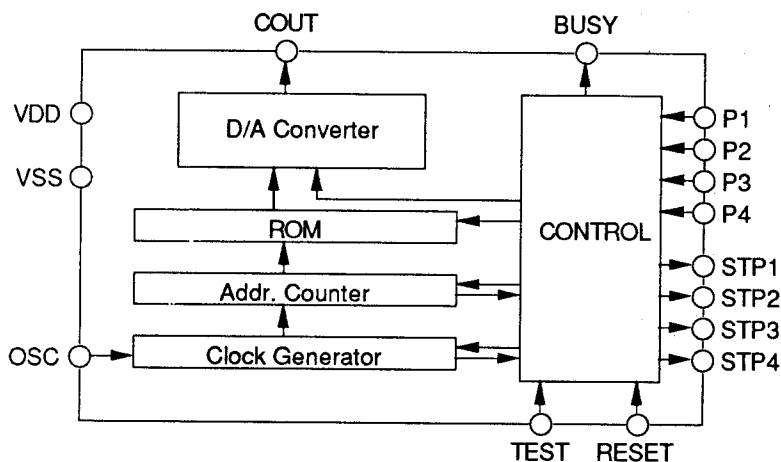 COUT
BUSY
VDD
VSS
OSC
D/A Converter
ROM
Addr. Counter
Clock Generator
CONTROL
P1
P2
P3
P4
STP1
STP2
STP3
STP4
TEST
RESET